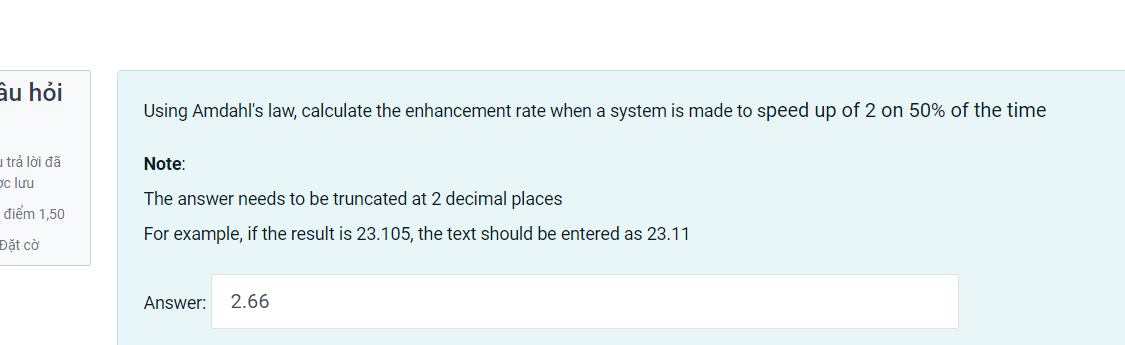 âu hỏi
trả lời đã
ợc lưu
điểm 1,50
Đặt cờ
Using Amdahl's law, calculate the enhancement rate when a system is made to speed up of 2 on 50% of the time
Note:
The answer needs to be truncated at 2 decimal places
For example, if the result is 23.105, the text should be entered as 23.11
Answer: 2.66